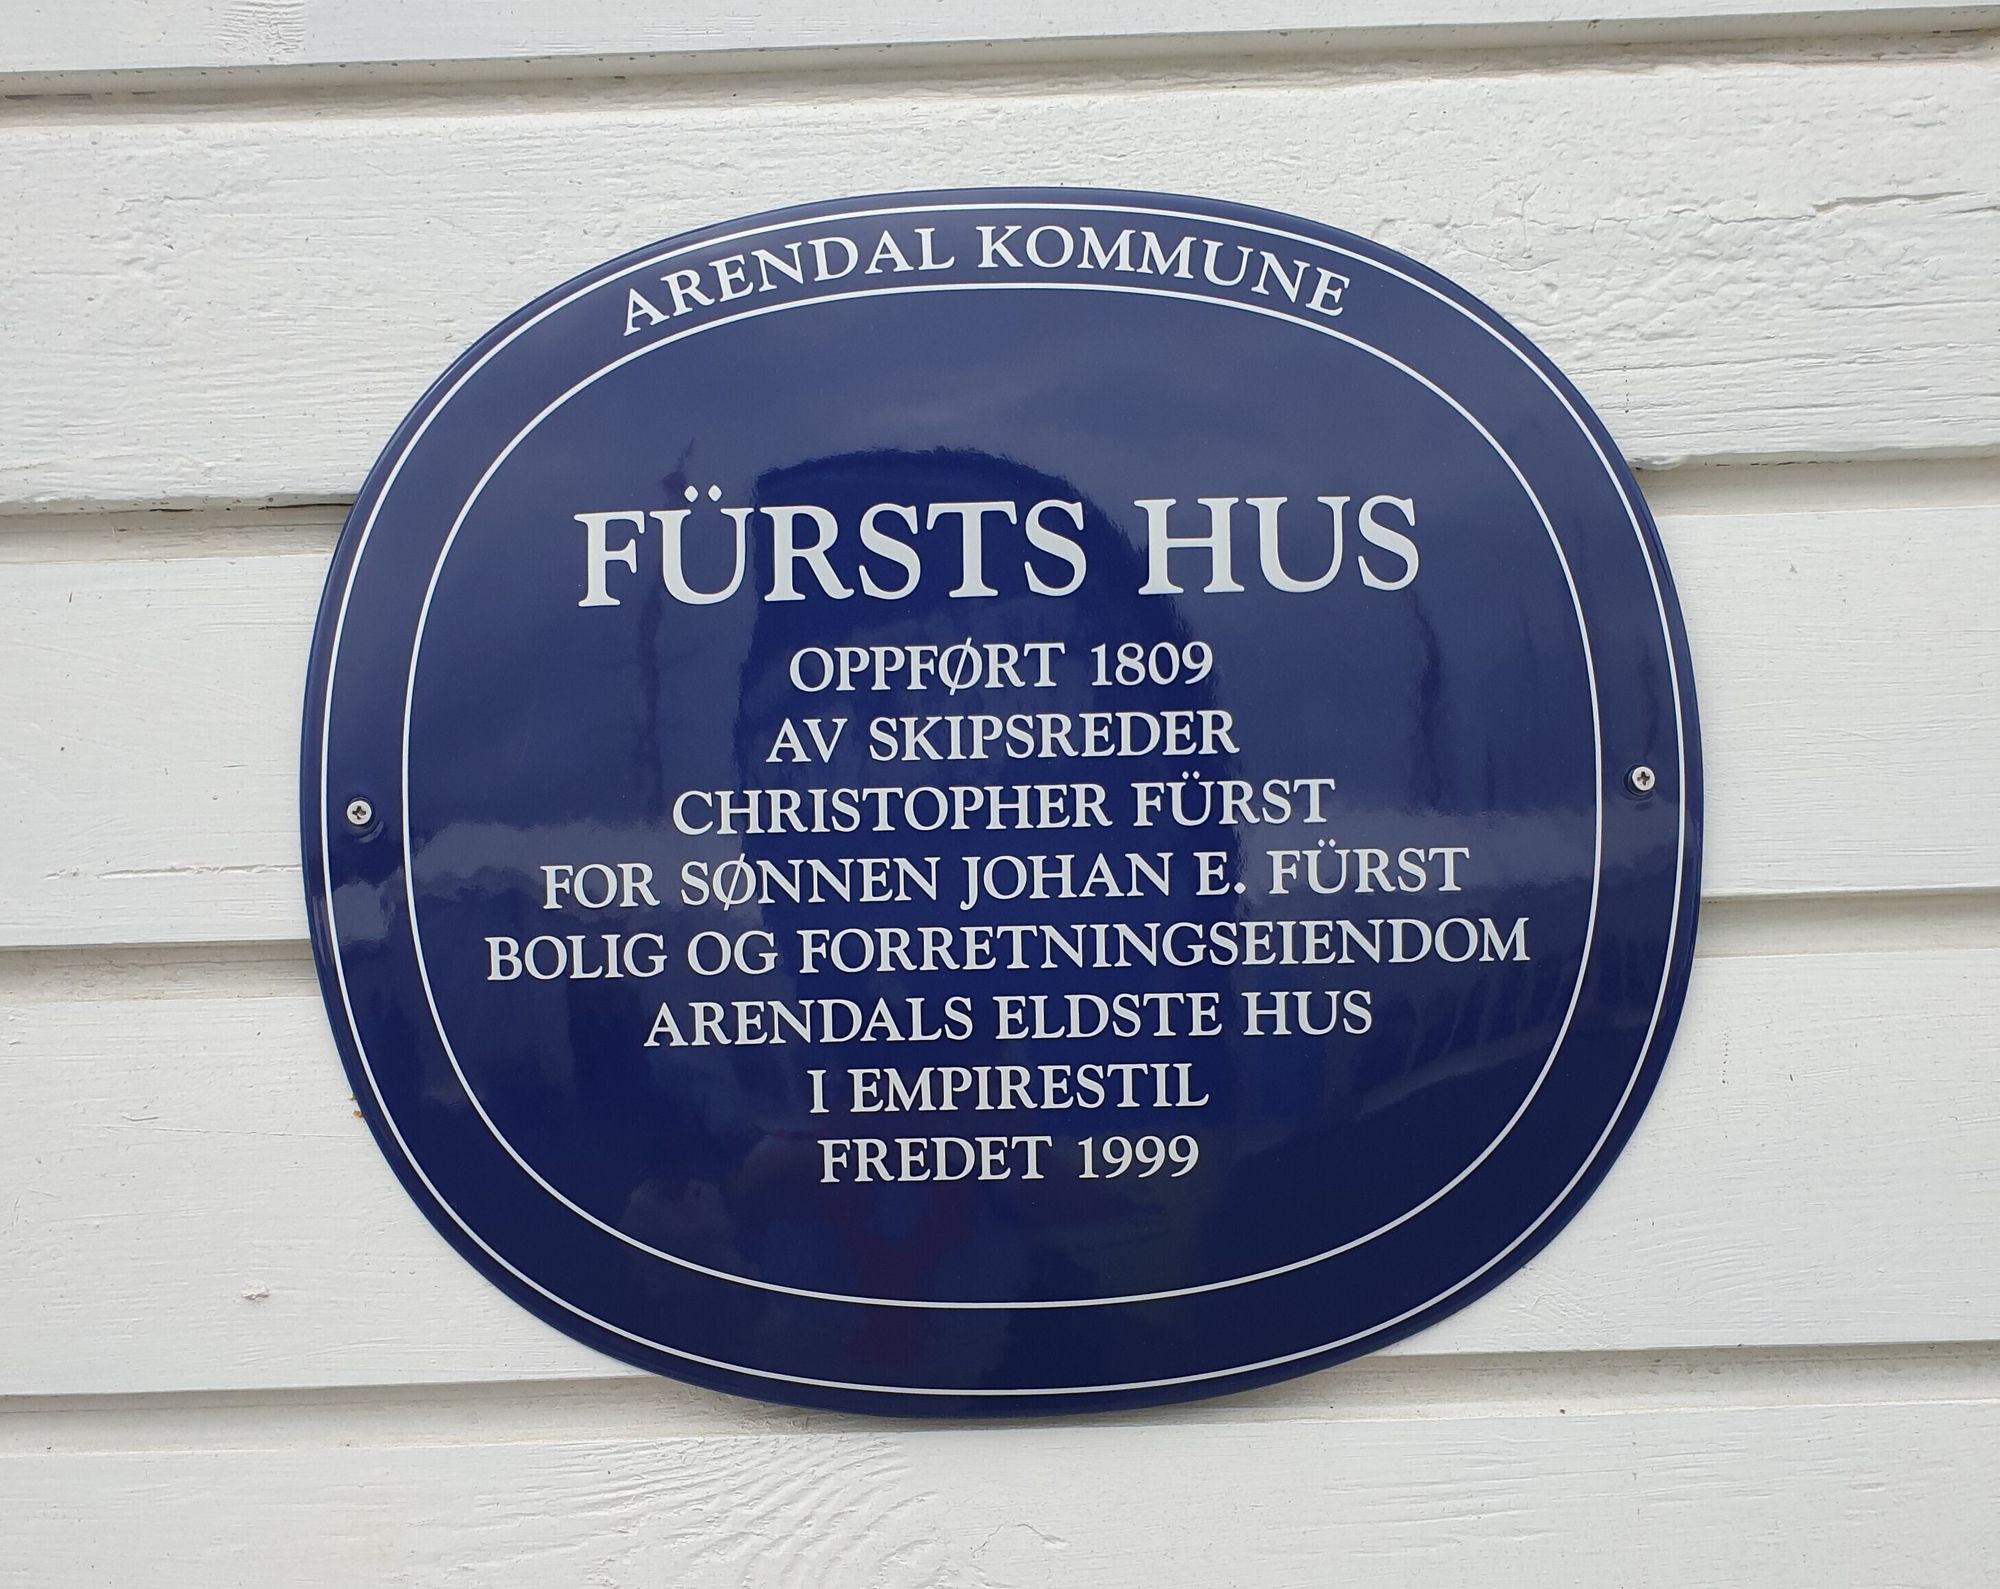 ARENDAL KOMMUNE
FÜRSTS HUS
OPPFØRT 1809
AV SKIPSREDER
CHRISTOPHER FÜRST
FOR SØNNEN JOHAN E. FÜRST
BOLIG OG FORRETNINGSEIENDOM
ARENDALS ELDSTE HUS
I EMPIRESTIL
FREDET 1999